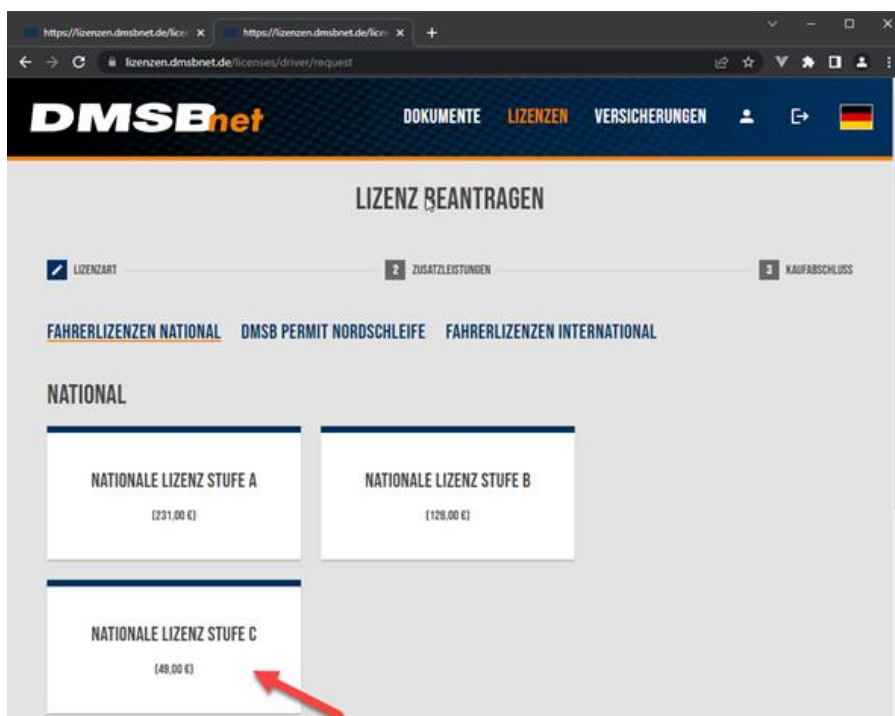 https://lizenzen.dmsbnet.de/lice
https://lizenzen.dmsbnet.de/lice
lizenzen.dmsbnet.de/licenses/driver/request
DMSBnet
DOKUMENTE
LIZENZEN
VERSICHERUNGEN
LIZENZ BEANTRAGEN
LIZENZART
2 ZUSATZLEISTUNGEN
3 KAUFABSCHLUSS
FAHRERLIZENZEN NATIONAL
DMSB PERMIT NORDSCHLEIFE
FAHRERLIZENZEN INTERNATIONAL
NATIONAL
NATIONALE LIZENZ STUFE A
(231,00 €)
NATIONALE LIZENZ STUFE B
(128,00 €)
NATIONALE LIZENZ STUFE C
(49,00 €)